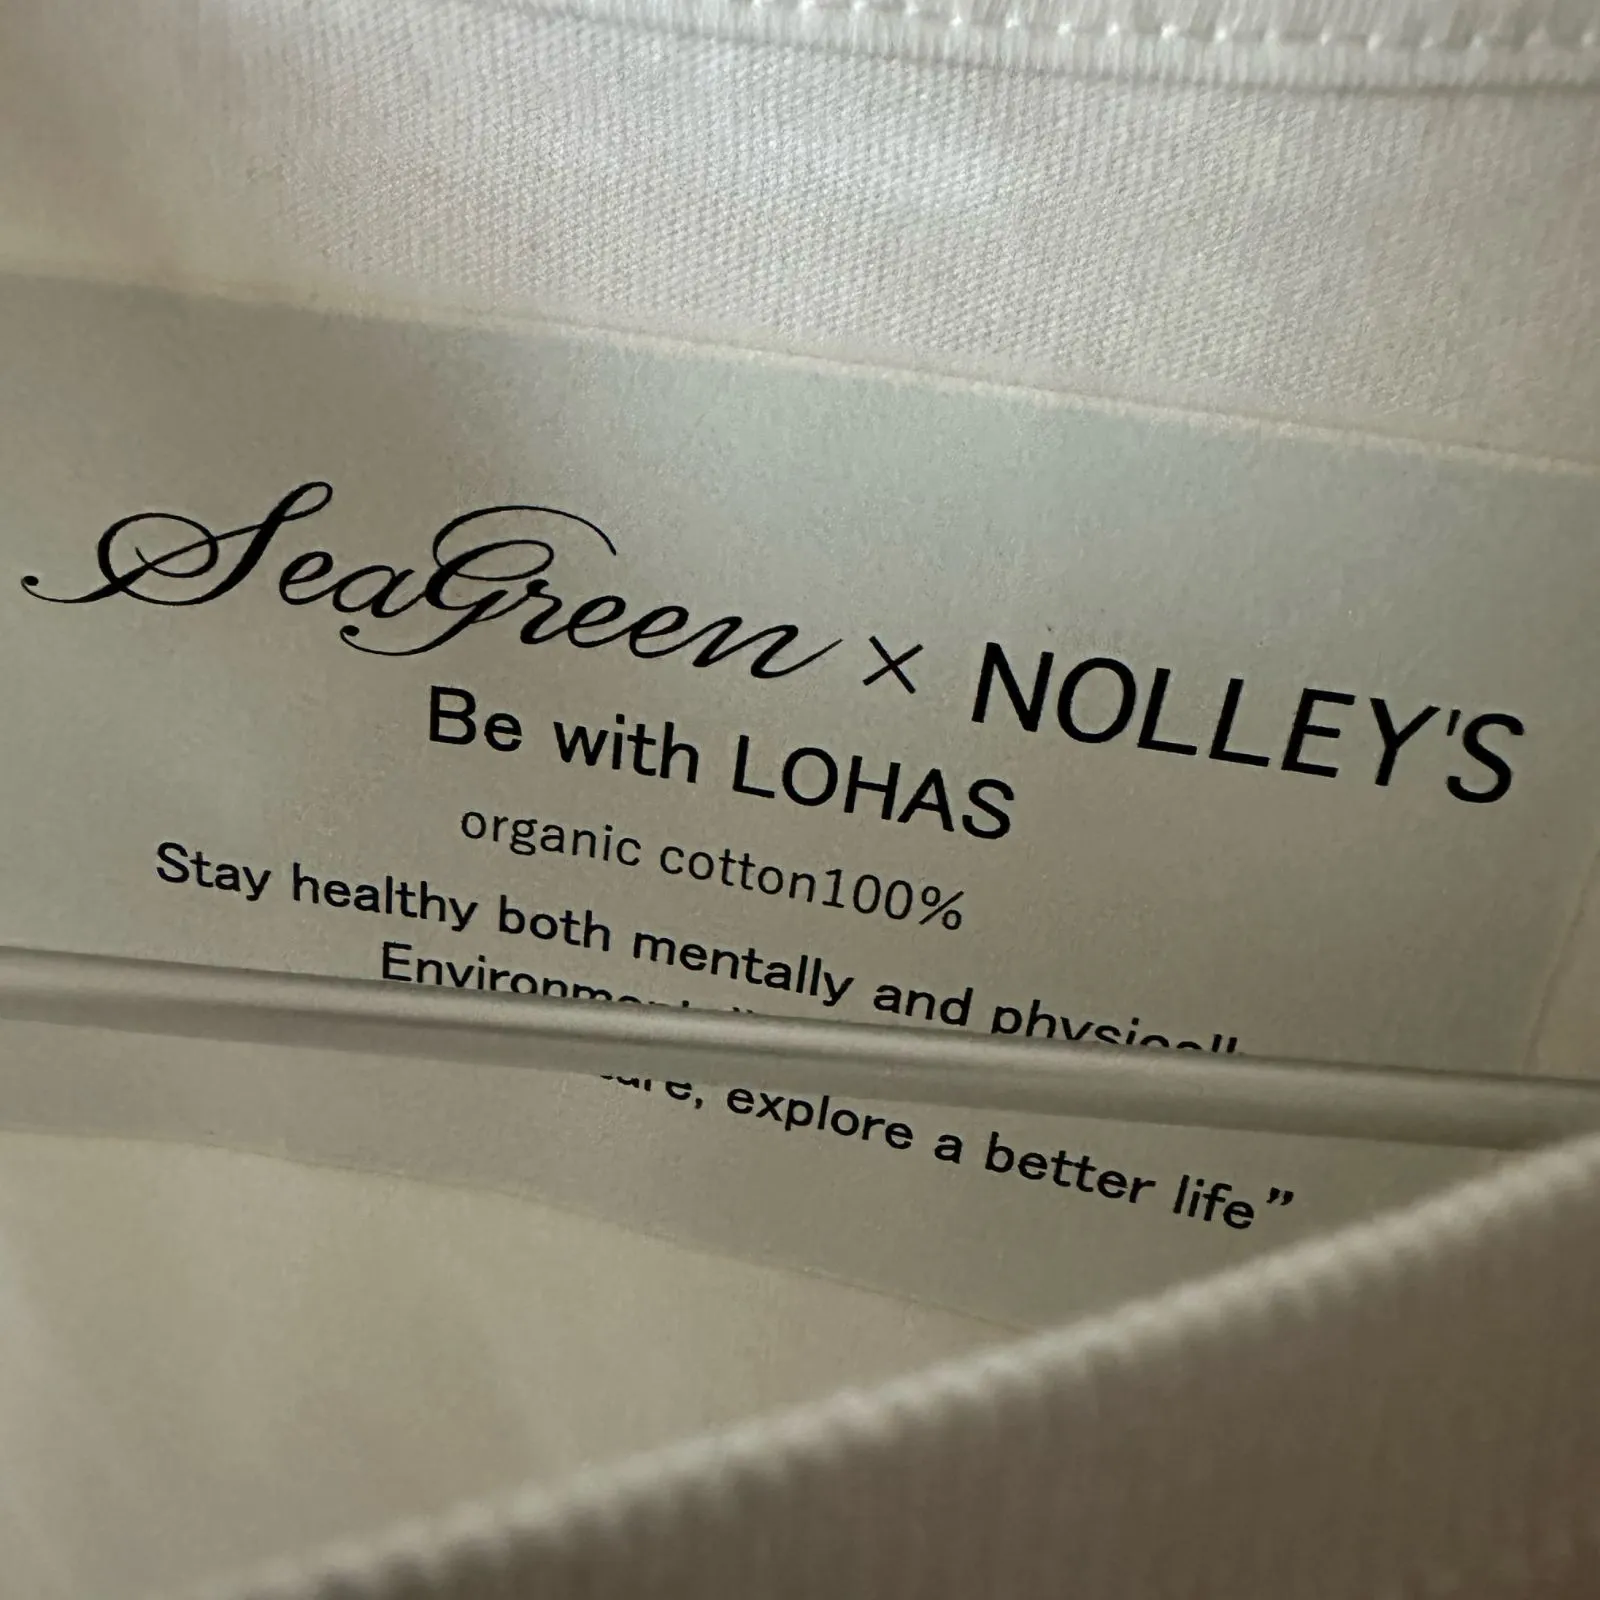 SeaGreen × NOLLEY'S
Be with LOHAS
organic cotton100%
Stay healthy both mentally and
explore a better life”